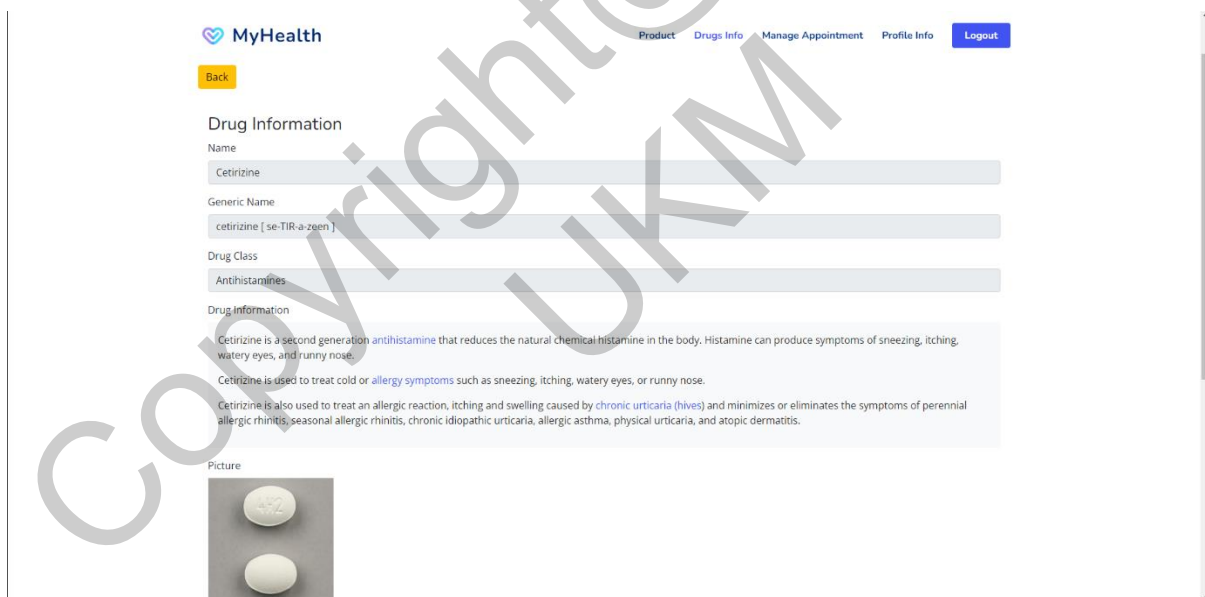 MyHealth
Product Drugs Info Manage Appointment Profile Info Logout
Back
Drug Information
Name
Cetirizine
Generic Name
cetirizine [ se-TIR-a-zeen ]
Drug Class
Antihistamines
Drug Information
Cetirizine is a second generation antihistamine that reduces the natural chemical histamine in the body. Histamine can produce symptoms of sneezing, itching,
watery eyes, and runny nose.
Cetirizine is used to treat cold or allergy symptoms such as sneezing, itching, watery eyes, or runny nose.
Cetirizine is also used to treat an allergic reaction, itching and swelling caused by chronic urticaria (hives) and minimizes or eliminates the symptoms of perennial
allergic rhinitis, seasonal allergic rhinitis, chronic idiopathic urticaria, allergic asthma, physical urticaria, and atopic dermatitis.
Picture
452
Copyright@
UKM